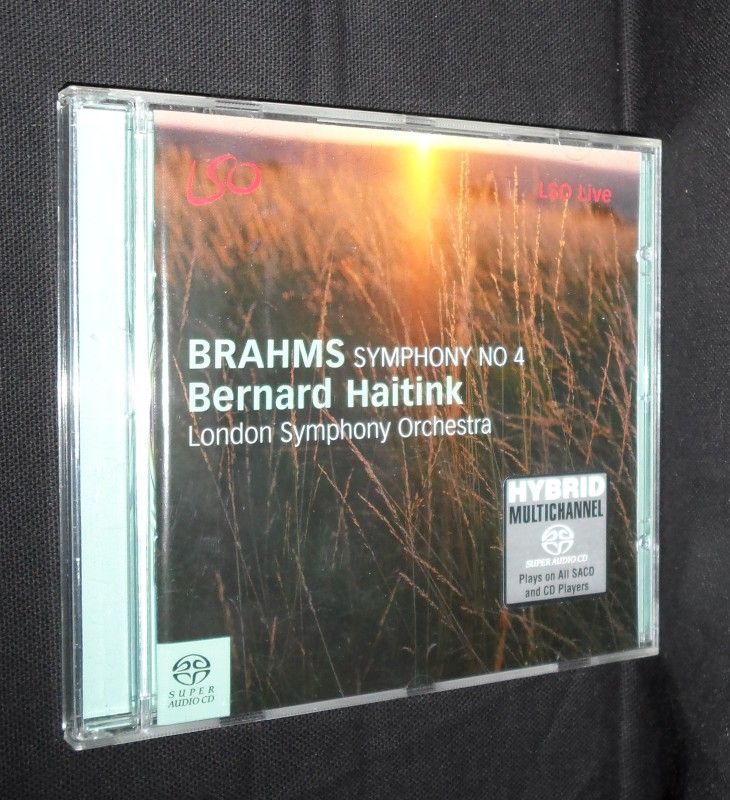 LSO
LSO Live
BRAHMS SYMPHONY NO 4
Bernard Haitink
London Symphony Orchestra
HYBRID
MULTICHANNEL
SUPER AUDIO CD
Plays on All SACD
and CD Players
SUPER
AUDIO CD